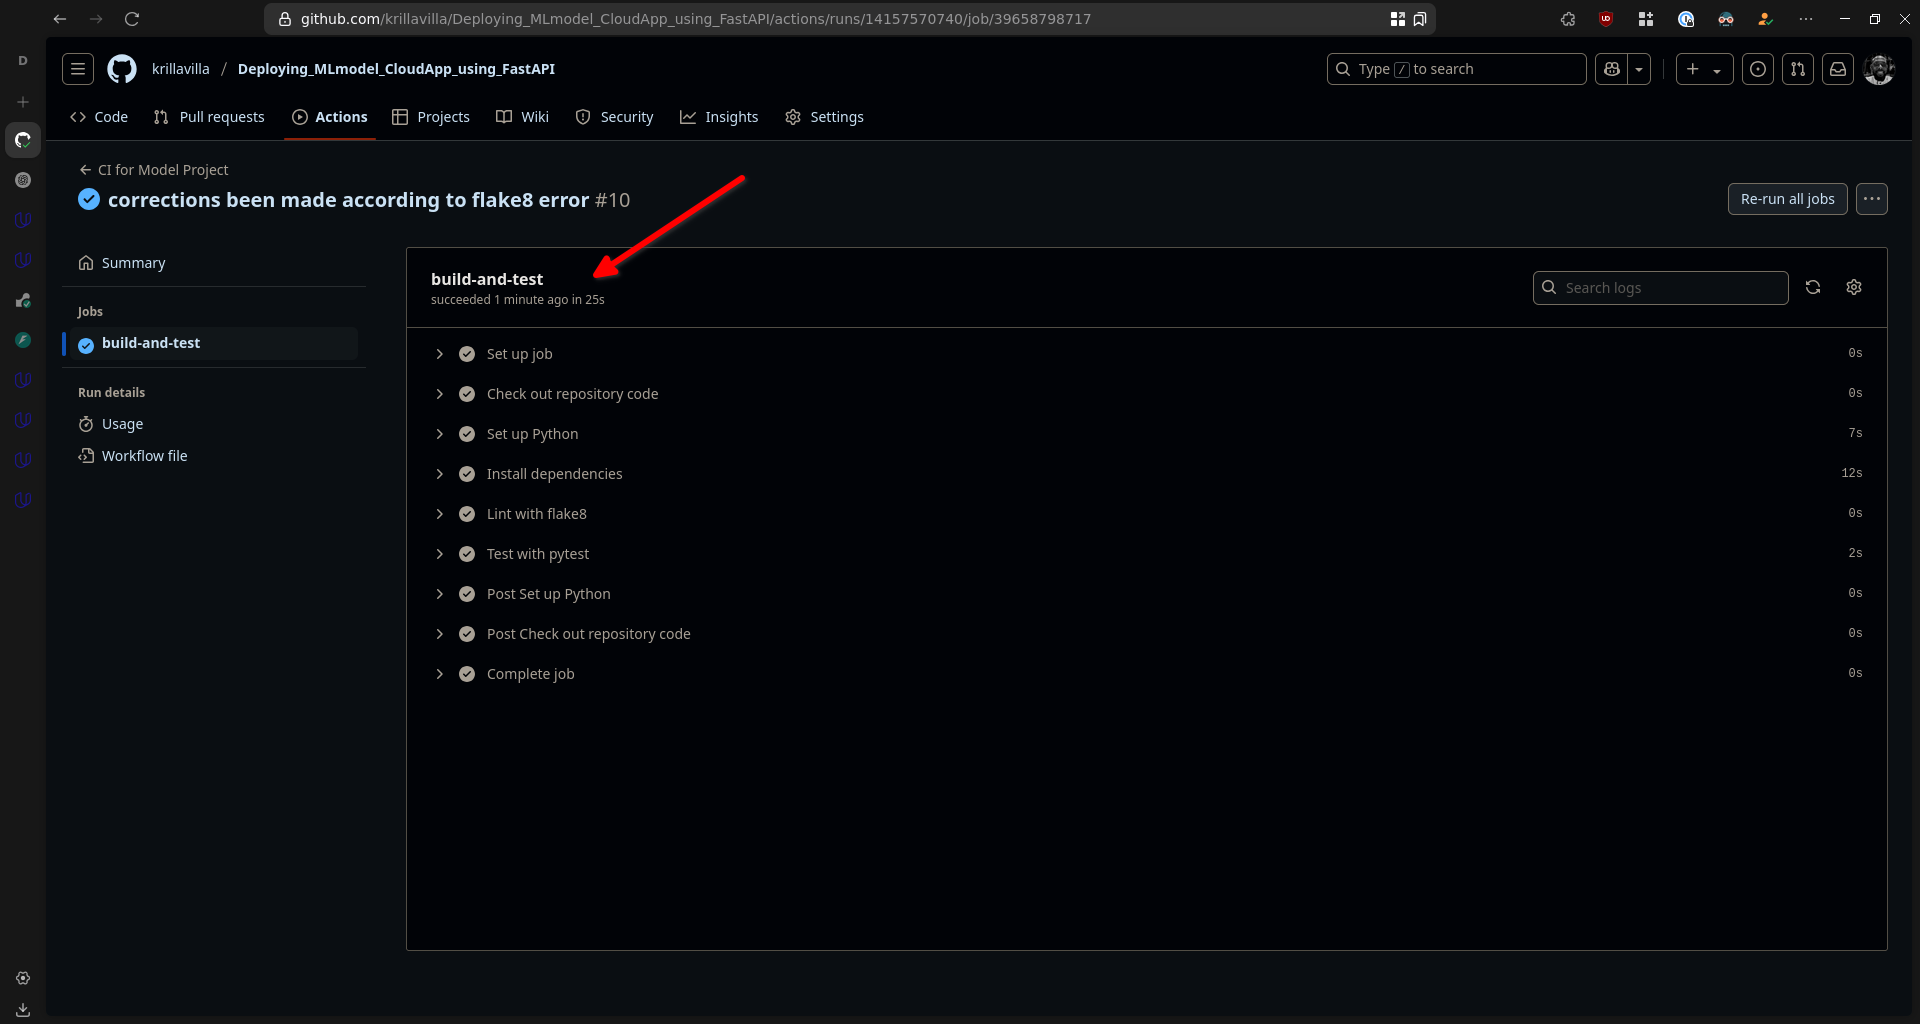 github.com/krillavilla/Deploying_MLmodel_CloudApp_using_FastAPI/actions/runs/14157570740/job/39658798717
D
krillavilla / Deploying_MLmodel_CloudApp_using_FastAPI
Type / to search
Code
Pull requests
Actions
Projects
Wiki
Security
Insights
Settings
CI for Model Project
corrections been made according to flake8 error #10
Re-run all jobs
Summary
Jobs
build-and-test
Run details
Usage
Workflow file
build-and-test
succeeded 1 minute ago in 25s
Search logs
Set up job 0s
Check out repository code 0s
Set up Python 7s
Install dependencies 12s
Lint with flake8 0s
Test with pytest 2s
Post Set up Python 0s
Post Check out repository code 0s
Complete job 0s